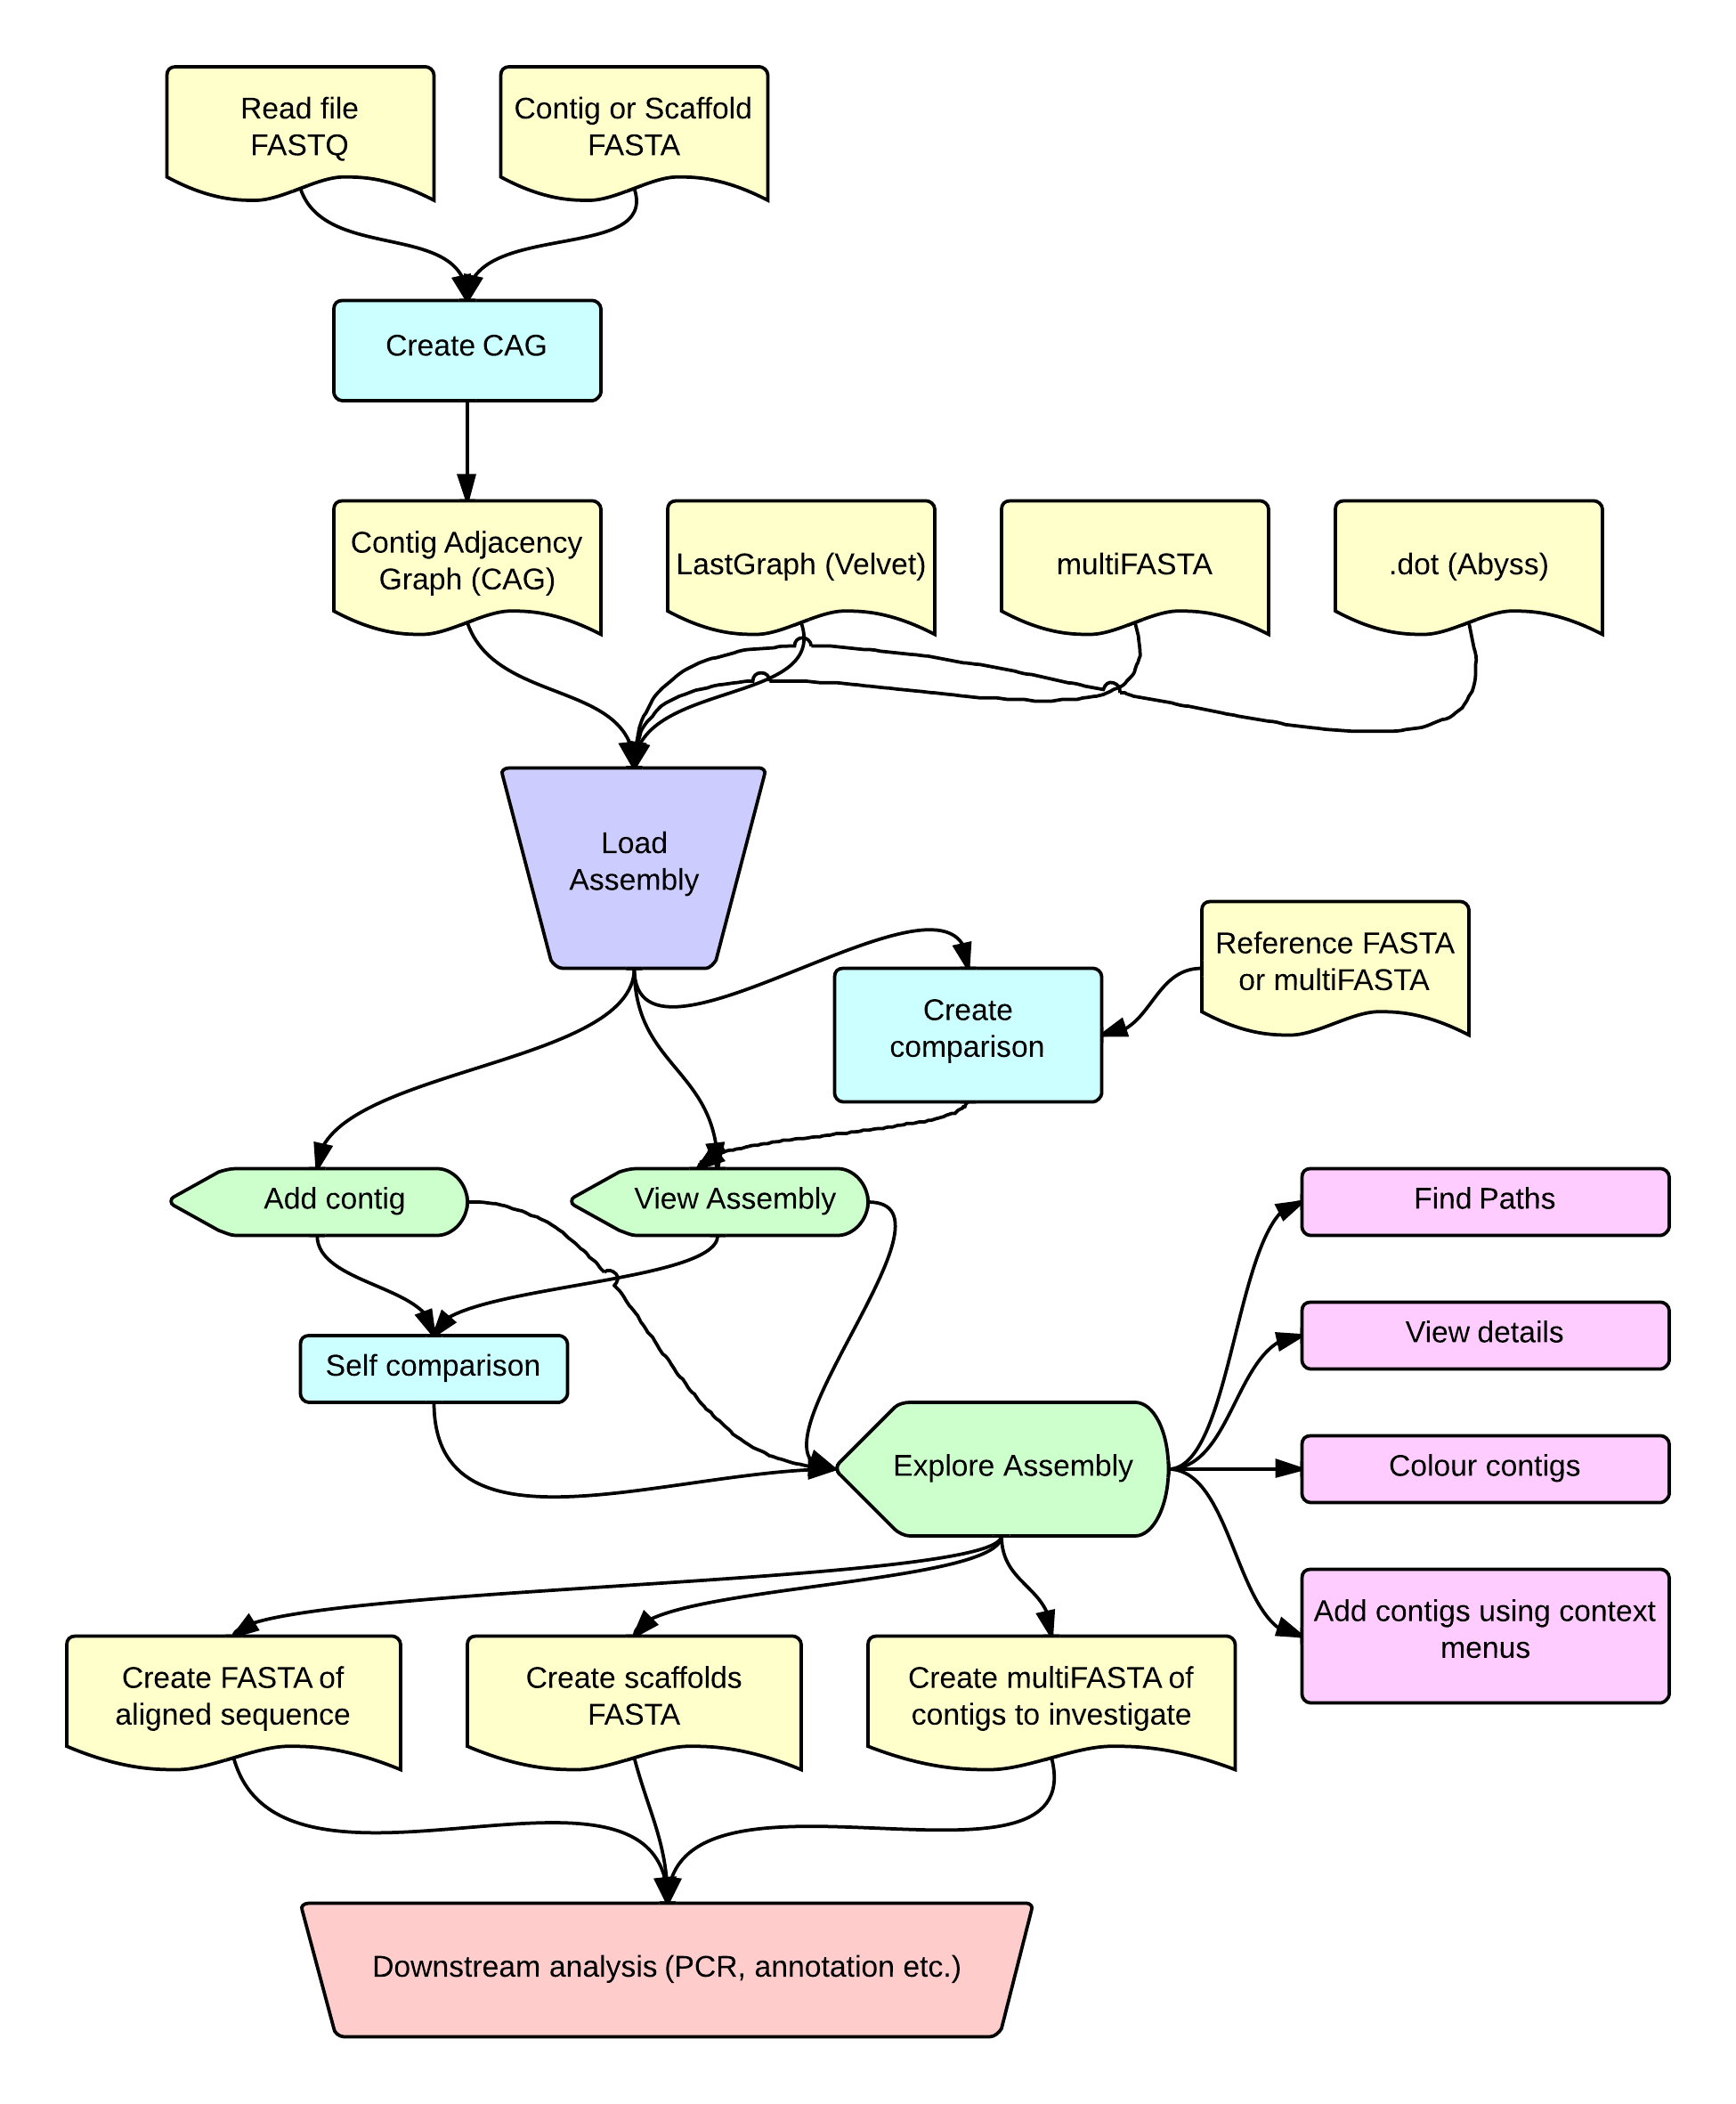 Read file
FASTQ
Contig or Scaffold
FASTA
Create CAG
Contig Adjacency
Graph (CAG)
LastGraph (Velvet)
multiFASTA
.dot (Abyss)
Load
Assembly
Reference FASTA
or multiFASTA
Create
comparison
Add contig
View Assembly
Find Paths
View details
Self comparison
Explore Assembly
Colour contigs
Add contigs using context
menus
Create FASTA of
aligned sequence
Create scaffolds
FASTA
Create multiFASTA of
contigs to investigate
Downstream analysis (PCR, annotation etc.)